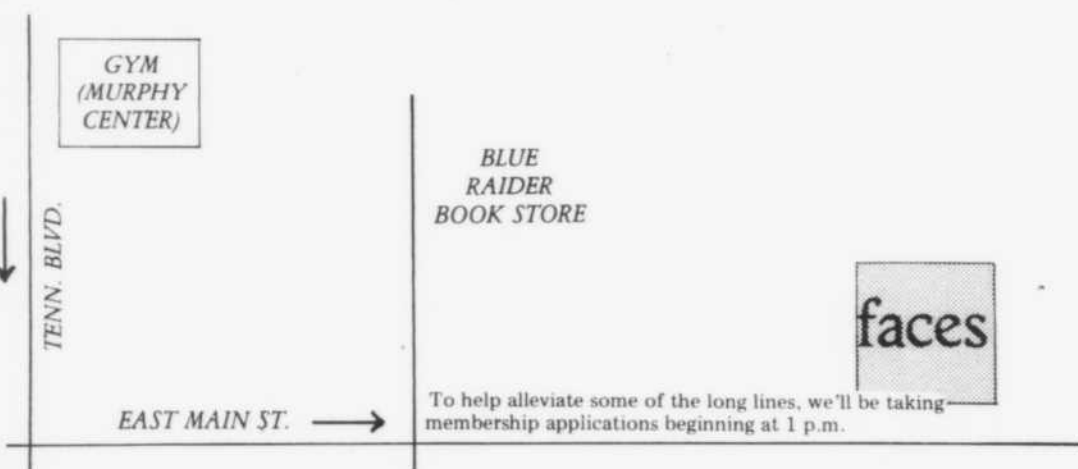 GYM
(MURPHY
CENTER)
BLUE
RAIDER
BOOK STORE
TENN. BLVD.
faces
EAST MAIN ST.
To help alleviate some of the long lines, we'll be taking
membership applications beginning at 1 p.m.